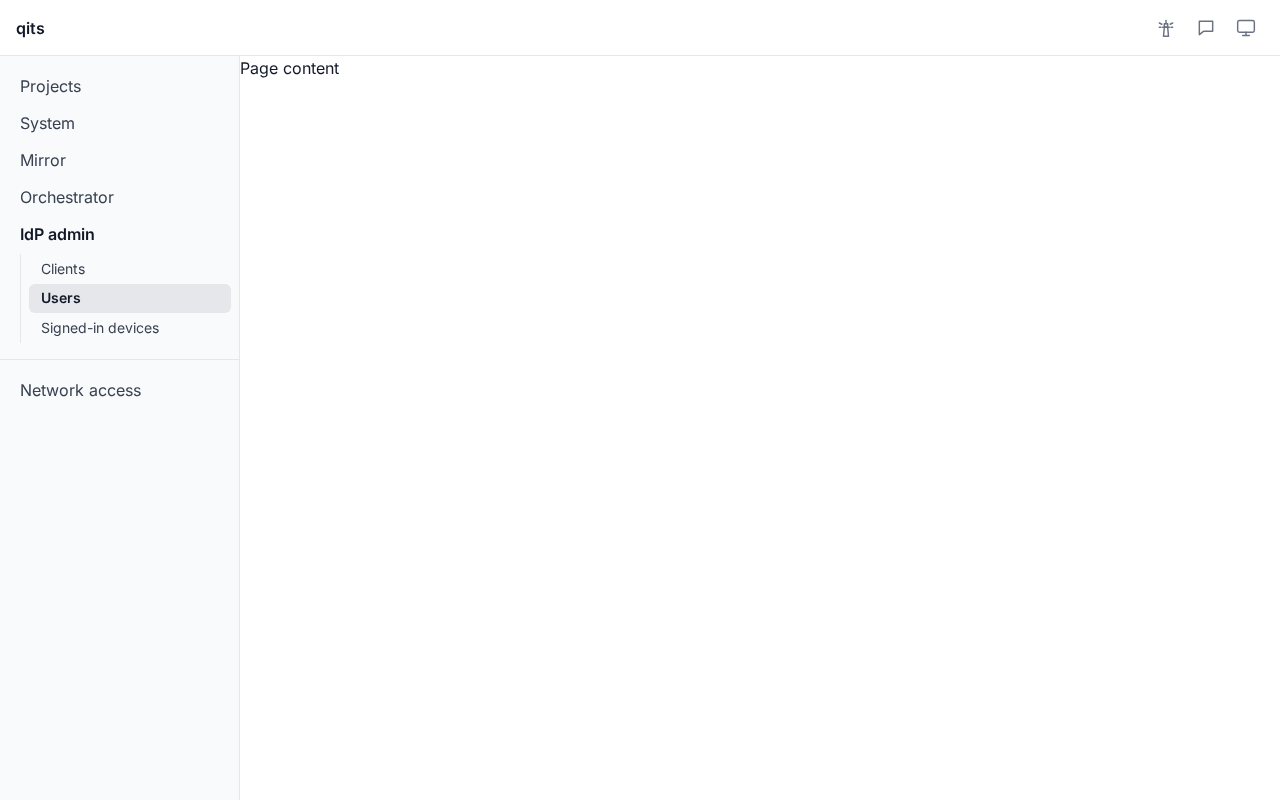 qits
Projects
System
Mirror
Orchestrator
IdP admin
Clients
Users
Signed-in devices
Network access
Page content